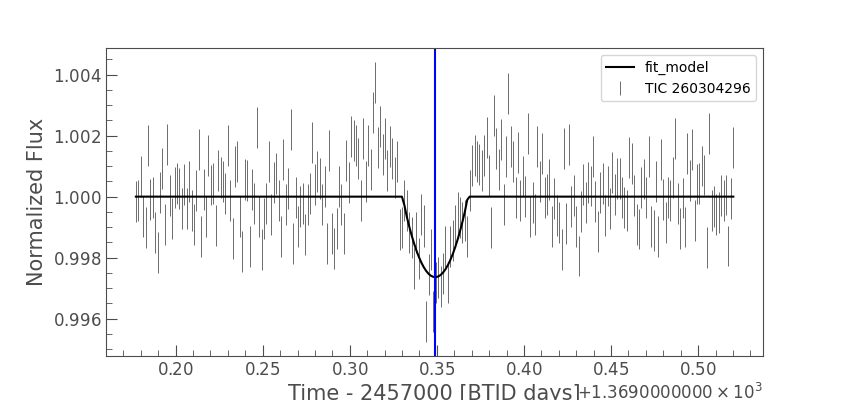 fit_model
TIC 260304296
Normalized Flux
1.004
1.002
1.000
0.998
0.996
0.20
0.25
0.30
0.35
0.40
0.45
0.50
Time - 2457000 [BTJD days]
+1.3690000000 × 10³